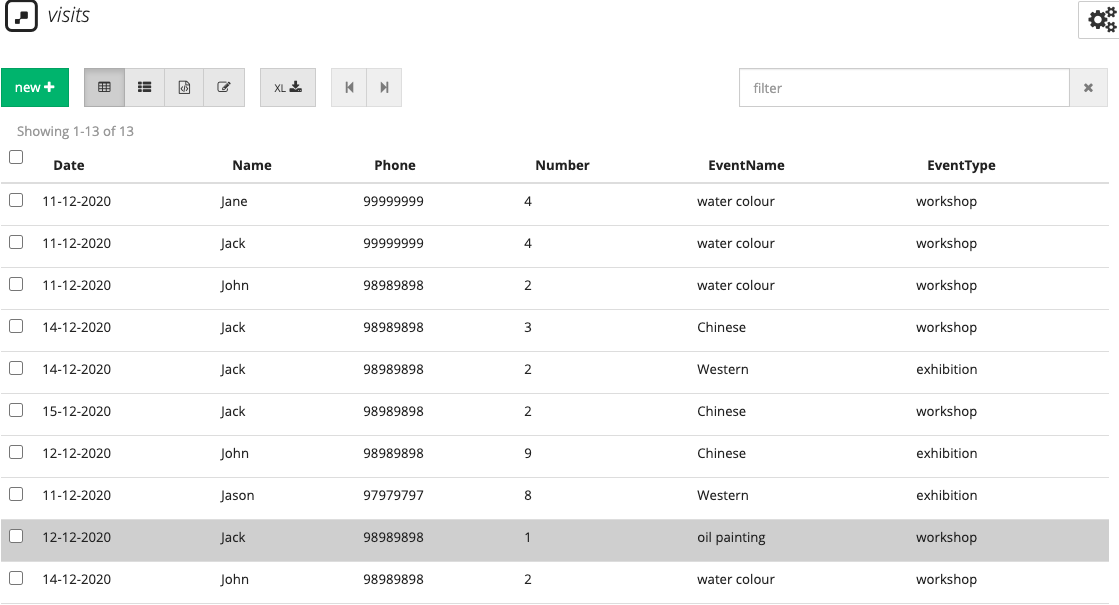 visits
new
XL
filter
Showing 1-13 of 13
Date Name Phone Number EventName EventType
11-12-2020 Jane 99999999 4 water colour workshop
11-12-2020 Jack 99999999 4 water colour workshop
11-12-2020 John 98989898 2 water colour workshop
14-12-2020 Jack 98989898 3 Chinese workshop
14-12-2020 Jack 98989898 2 Western exhibition
15-12-2020 Jack 98989898 2 Chinese workshop
12-12-2020 John 98989898 9 Chinese exhibition
11-12-2020 Jason 97979797 8 Western exhibition
12-12-2020 Jack 98989898 1 oil painting workshop
14-12-2020 John 98989898 2 water colour workshop